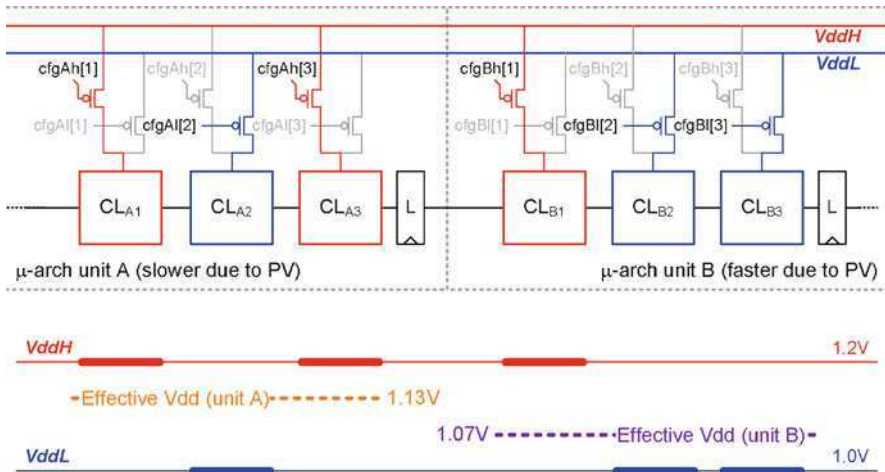 VddH
VddL
cfgAh[1] cfgAh[2] cfgAh[3] cfgBh[1] cfgBh[2] cfgBh[3]
cfgAl[1] cfgAl[2] cfgAl[3] cfgBl[1] cfgBl[2] cfgBl[3]
CLA1 CLA2 CLA3 L CLB1 CLB2 CLB3 L
μ-arch unit A (slower due to PV) μ-arch unit B (faster due to PV)
VddH 1.2V
Effective Vdd (unit A) 1.13V
1.07V Effective Vdd (unit B)
VddL 1.0V